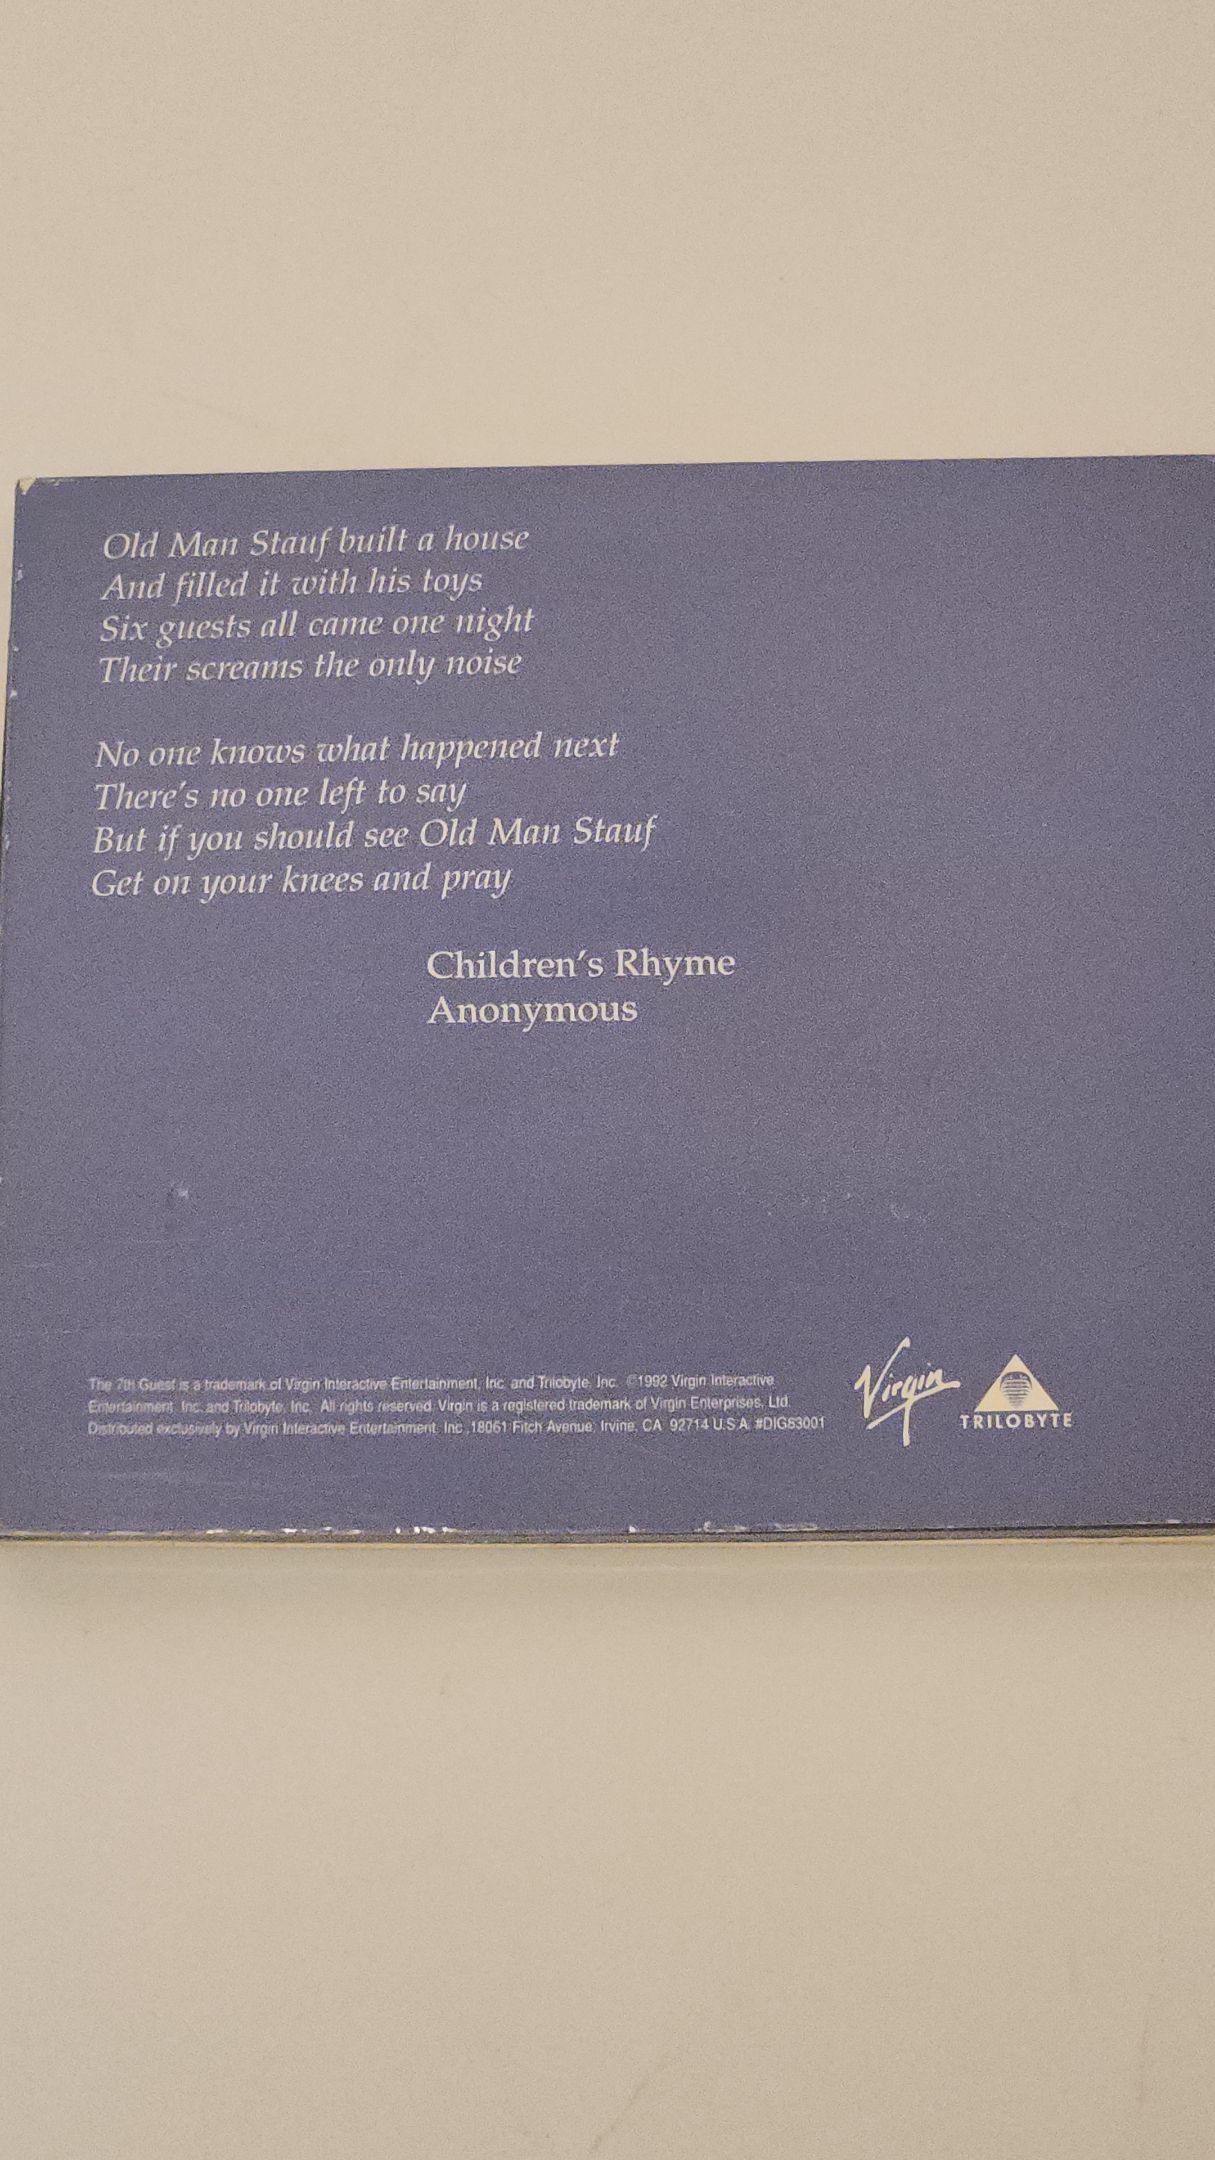 Old Man Stauf built a house
And filled it with his toys
Six guests all came one night
Their screams the only noise
No one knows what happened next
There's no one left to say
But if you should see Old Man Stauf
Get on your knees and pray
Children's Rhyme
Anonymous
The 7th Guest is a trademark of Virgin Interactive Entertainment, Inc. and Trilobyte, Inc. ©1992 Virgin Interactive
Entertainment, Inc. and Trilobyte, Inc. All rights reserved. Virgin is a registered trademark of Virgin Enterprises, Ltd.
Distributed exclusively by Virgin Interactive Entertainment, Inc., 18061 Fitch Avenue, Irvine, CA 92714 U.S.A. #DIG63001
Virgin
TRILOBYTE